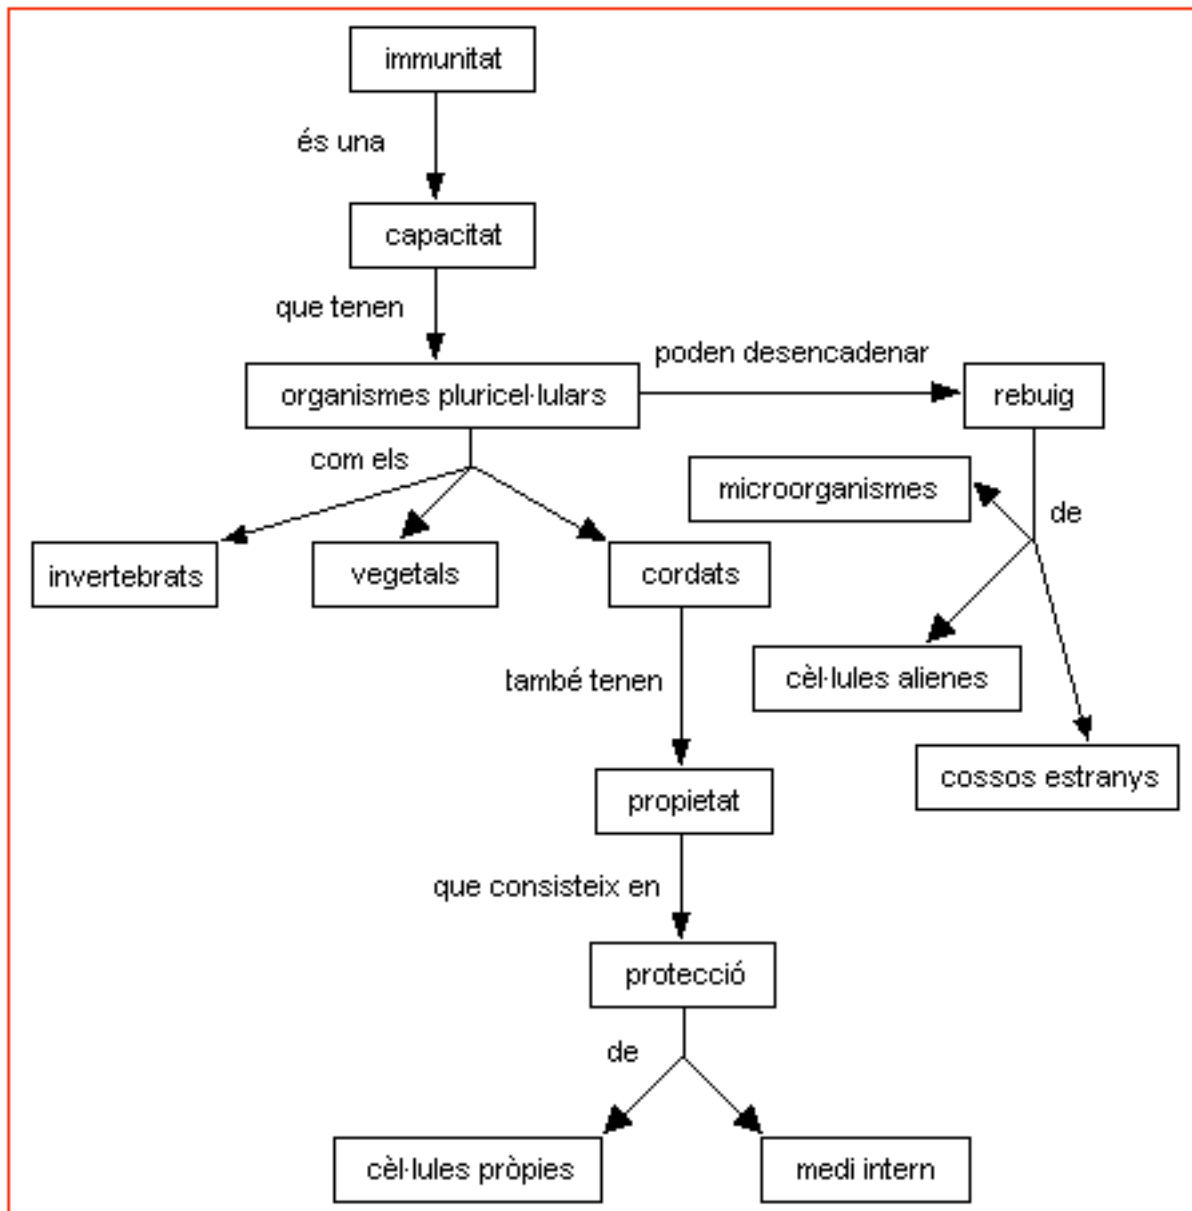 immunitat
és una
capacitat
que tenen
poden desencadenar
organismes pluricel·lulars
rebuig
com els
microorganismes
de
invertebrats
vegetals
cordats
cèl·lules alienes
també tenen
cossos estranys
propietat
que consisteix en
protecció
de
cèl·lules pròpies
medi intern